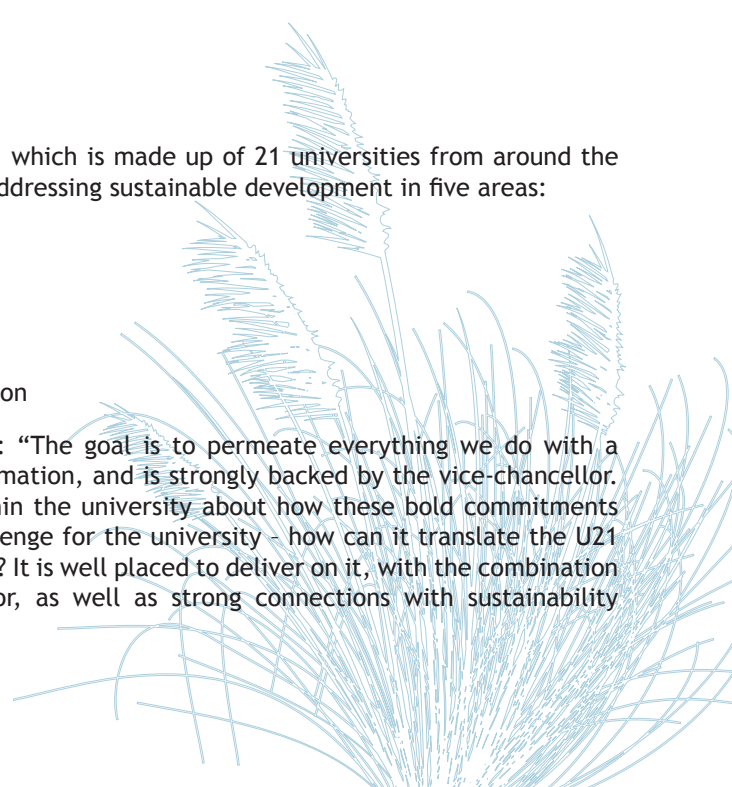 which is made up of 21 universities from around the
ddressing sustainable development in five areas:
on
: “The goal is to permeate everything we do with a
mation, and is strongly backed by the vice-chancellor.
in the university about how these bold commitments
enge for the university – how can it translate the U21
? It is well placed to deliver on it, with the combination
or, as well as strong connections with sustainability